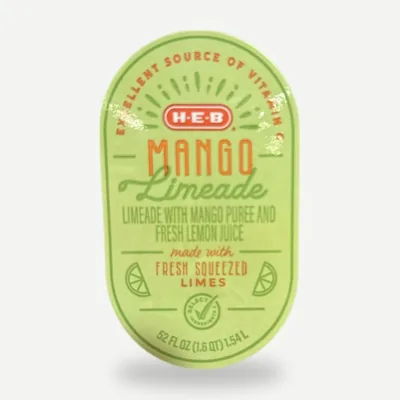 EXCELLENT SOURCE OF VITAMIN C
H-E-B
MANGO
Limeade
LIMEADE WITH MANGO PUREE AND
FRESH LEMON JUICE
made with
FRESH SQUEEZED
LIMES
SELECT
INGREDIENTS
52 FL OZ (1.6 QT) 1.54 L